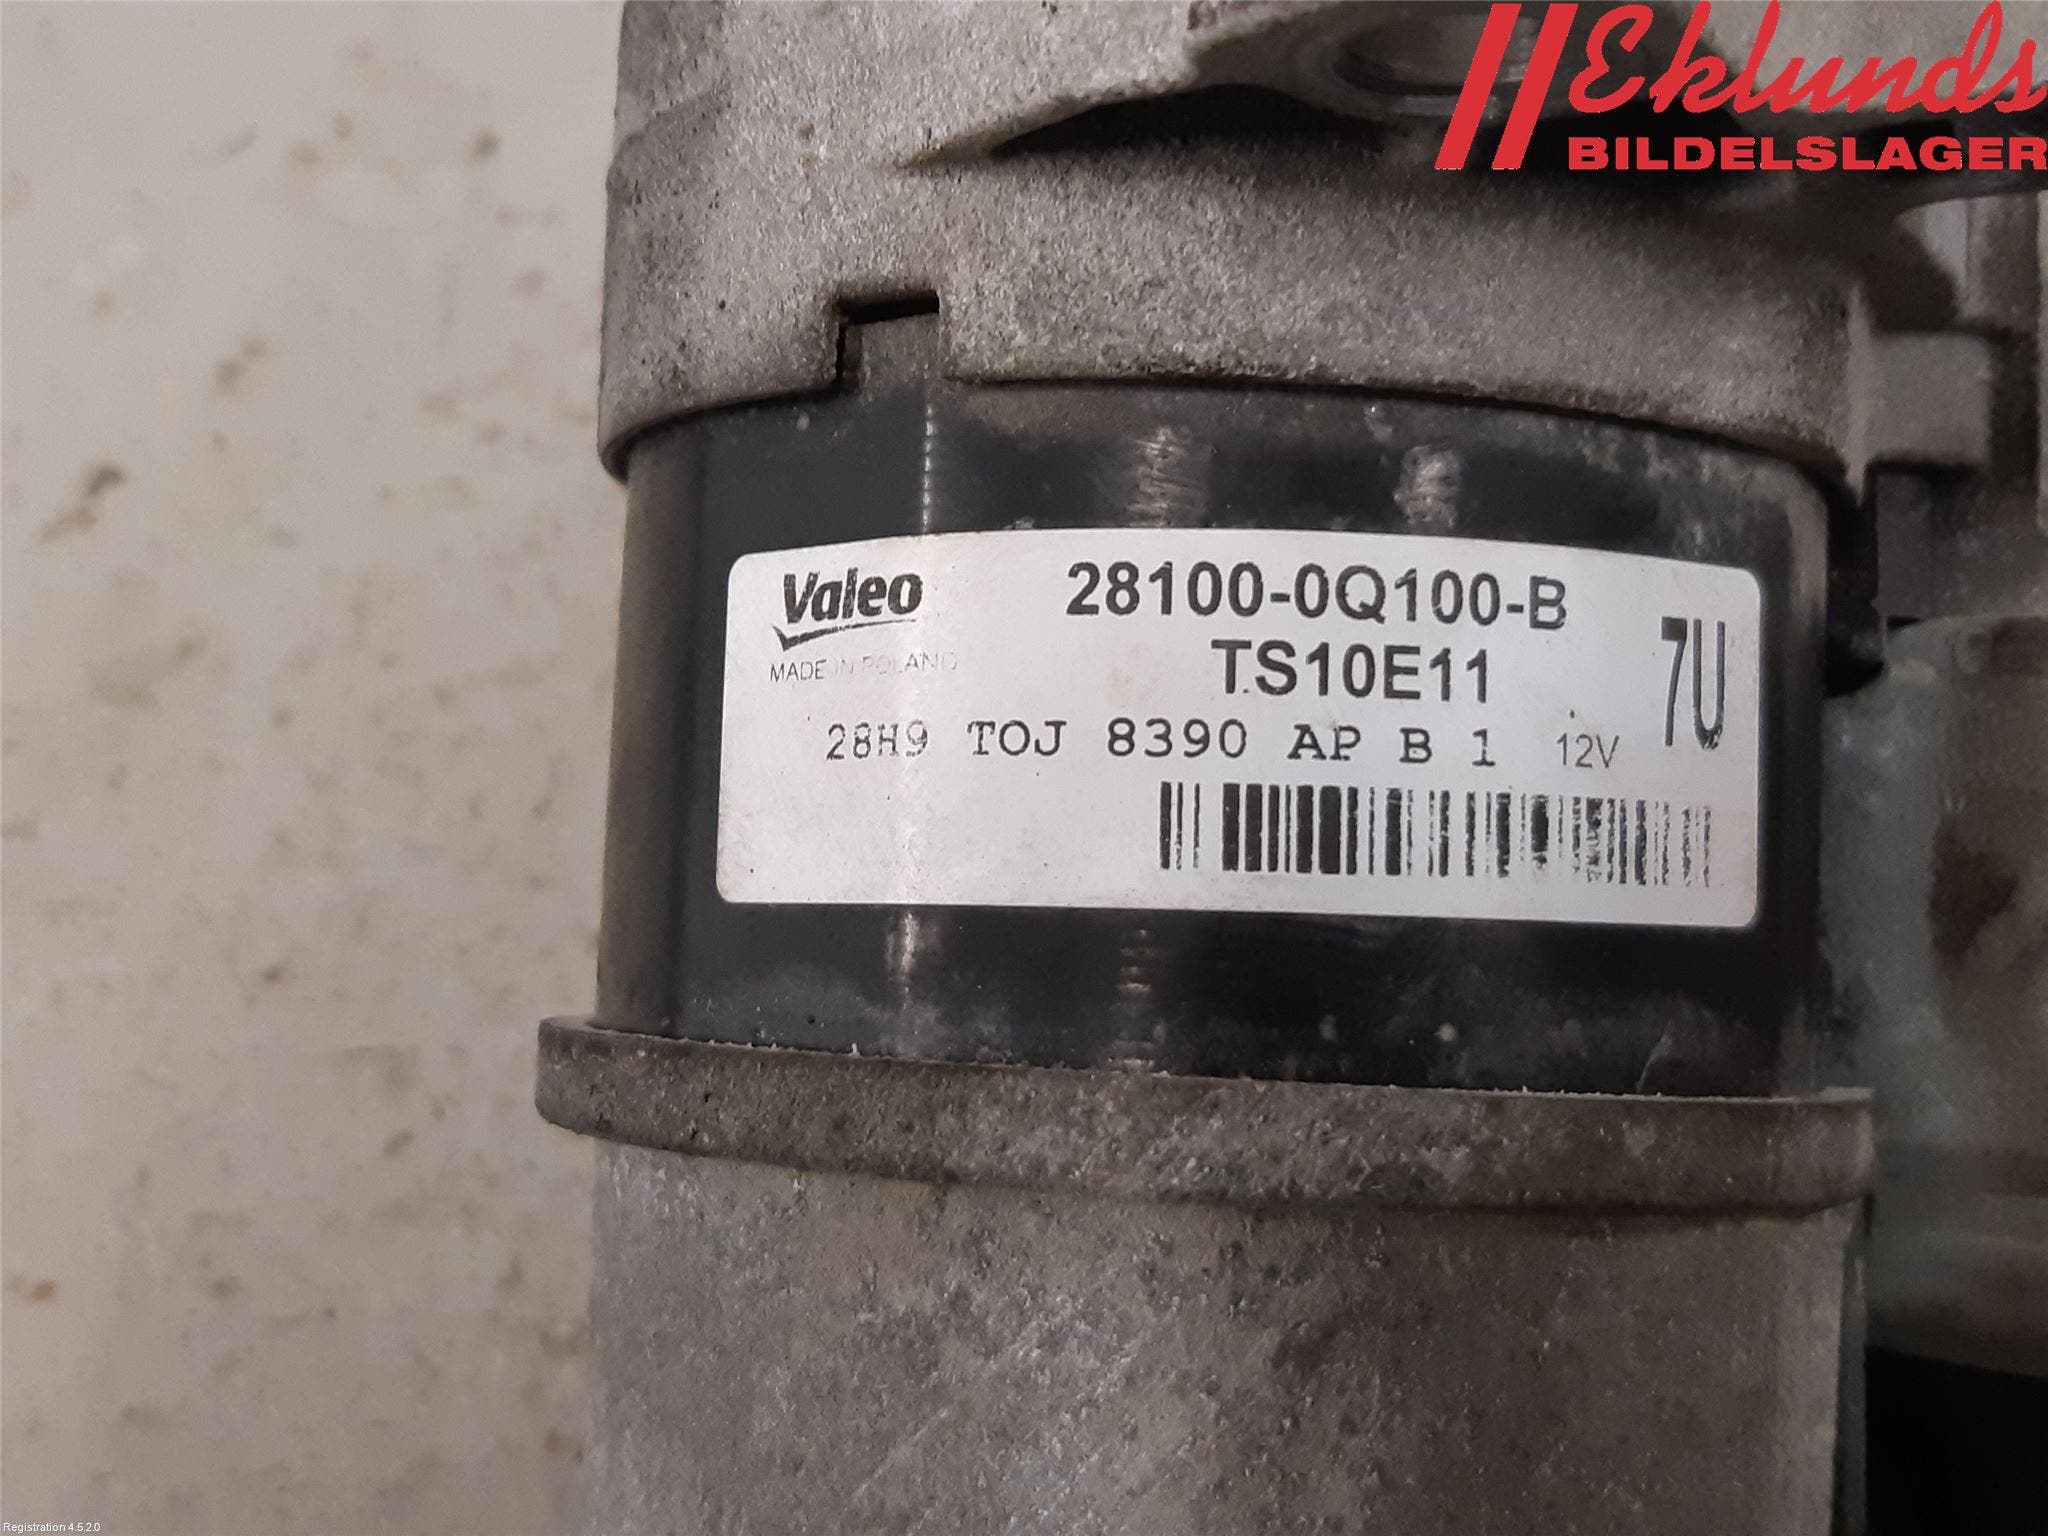 Eklunds
BILDELSLAGER
Valeo
MADE IN POLAND
28100-0Q100-B
TS10E11
7U
28H9 TOJ 8390 AP B 1 12V
Registration 4.5.2.0